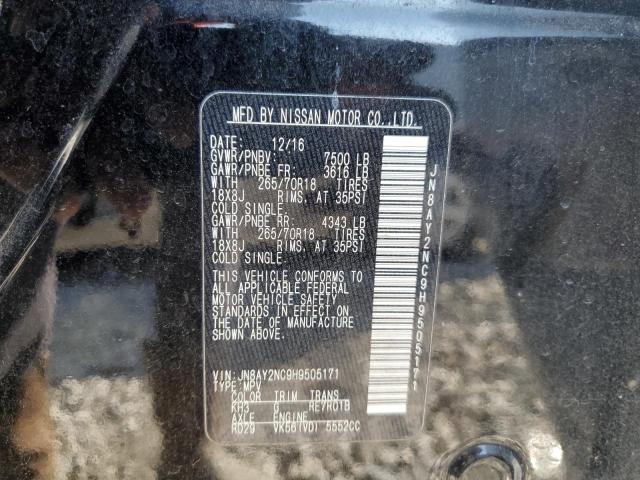 MFD BY NISSAN MOTOR CO.,LTD.
DATE: 12/16
GVWR/PNBV: 7500 LB
GAWR/PNBE FR: 3616 LB
WITH 265/70R18 TIRES
18X8J RIMS, AT 35PSI
COLD SINGLE
GAWR/PNBE RR: 4343 LB
WITH 265/70R18 TIRES
18X8J RIMS, AT 35PSI
COLD SINGLE
THIS VEHICLE CONFORMS TO
ALL APPLICABLE FEDERAL
MOTOR VEHICLE SAFETY
STANDARDS IN EFFECT ON
THE DATE OF MANUFACTURE
SHOWN ABOVE.
VIN: JN8AY2NC9H9505171
TYPE: MPV
COLOR TRIM TRANS
KH3 G RE7R01B
AXLE ENGINE
RD29 VK56(VD) 5552CC
JN8AY2NC9H9505171